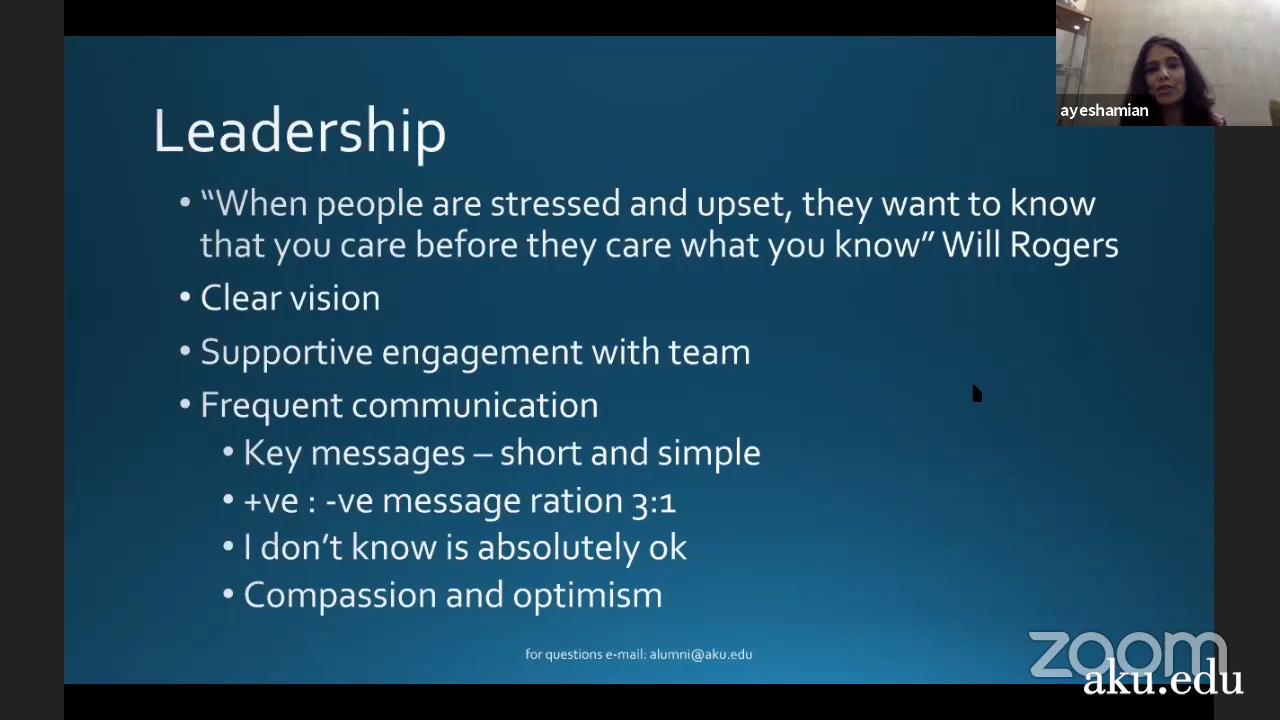 ayeshamian
Leadership
• “When people are stressed and upset, they want to know
that you care before they care what you know” Will Rogers
• Clear vision
• Supportive engagement with team
• Frequent communication
• Key messages – short and simple
• +ve : -ve message ration 3:1
• I don’t know is absolutely ok
• Compassion and optimism
for questions e-mail: alumni@aku.edu
zoom
aku.edu